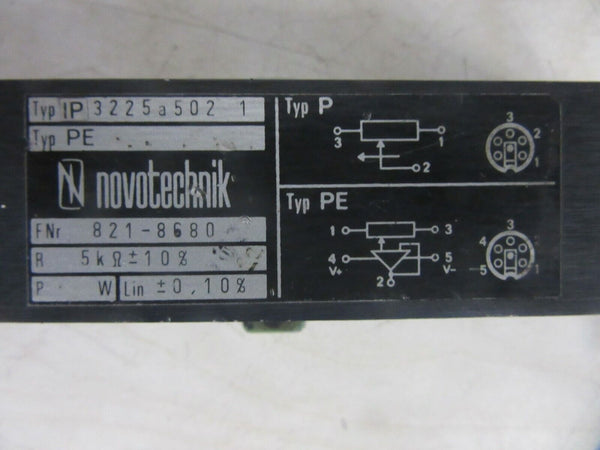 Typ P 3225a502 1
Typ PE
N novotechnik
FNr 821-8680
R 5kΩ ±10%
P W Lin ±0,10%
Typ P
3 1
2
3
2
1
Typ PE
1 3
4 5
V+ V-
2
3
4 2
5 1